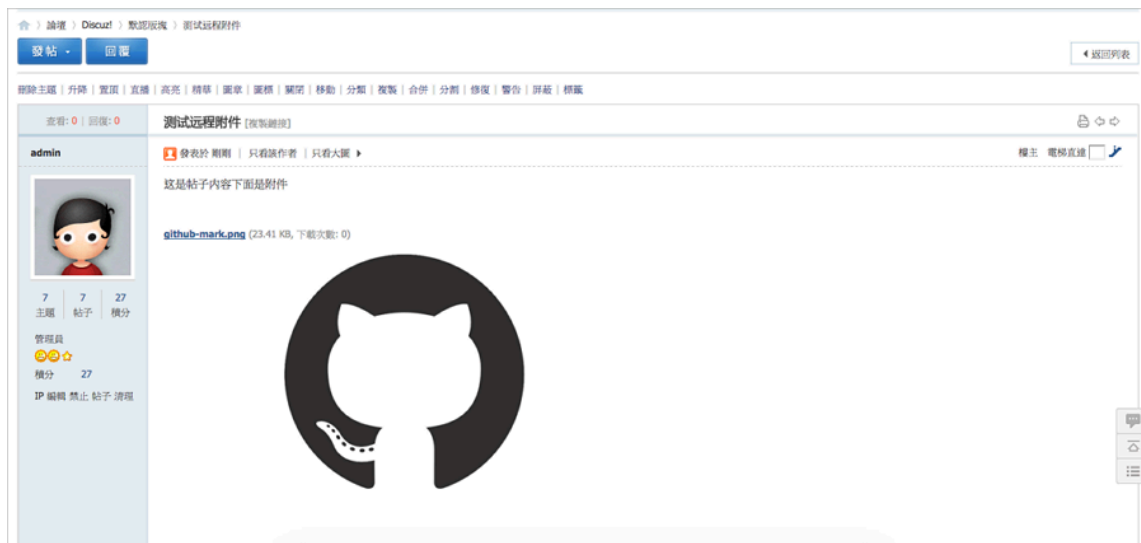 論壇 〉 Discuz! 〉 默認版塊 〉 测试远程附件
發帖 回覆
返回列表
刪除主題 | 升降 | 置頂 | 直播 | 高亮 | 精華 | 圖章 | 圖標 | 關閉 | 移動 | 分類 | 複製 | 合併 | 分割 | 修復 | 警告 | 屏蔽 | 標籤
查看: 0 | 回復: 0
测试远程附件 [複製鏈接]
admin
發表於 剛剛 | 只看該作者 | 只看大圖
樓主 電梯直達
这是帖子内容下面是附件
github-mark.png (23.41 KB, 下載次數: 0)
7 7 27
主題 帖子 積分
管理員
積分 27
IP 編輯 禁止 帖子 清理